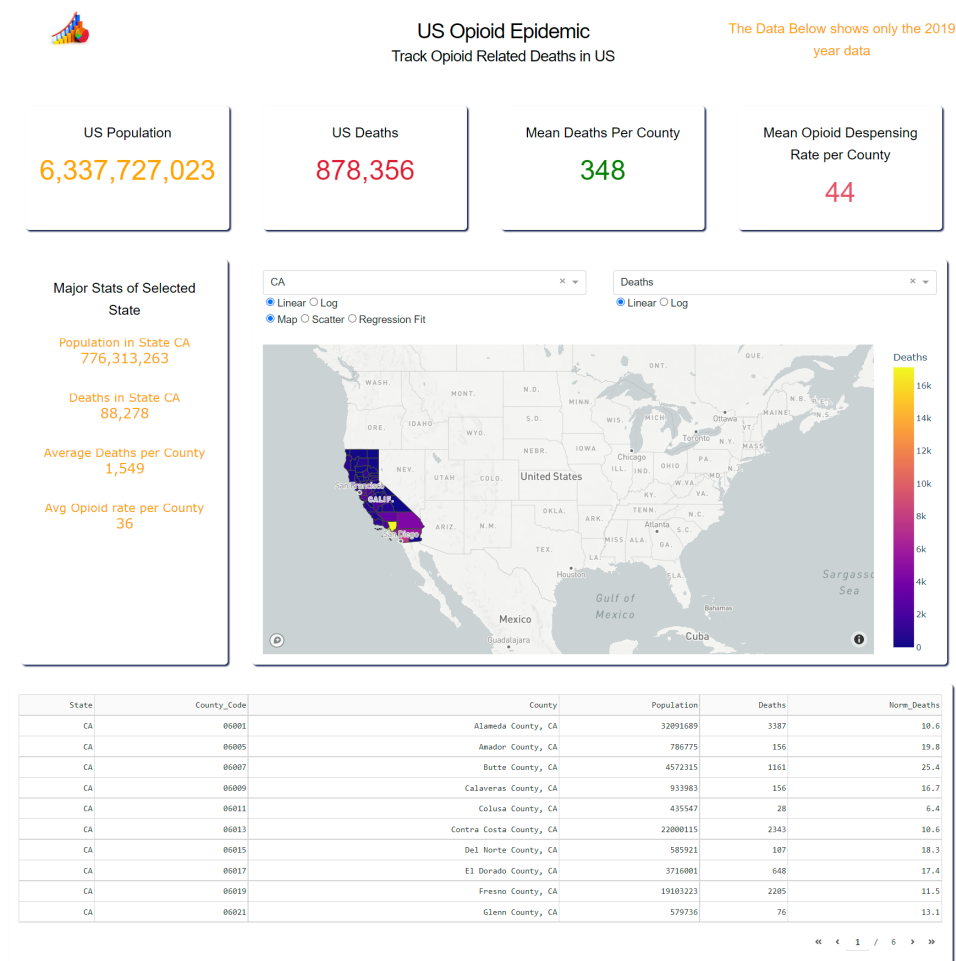 US Opioid Epidemic
Track Opioid Related Deaths in US
The Data Below shows only the 2019
year data
US Population
6,337,727,023
US Deaths
878,356
Mean Deaths Per County
348
Mean Opioid Despensing
Rate per County
44
Major Stats of Selected
State
Population in State CA
776,313,263
Deaths in State CA
88,278
Average Deaths per County
1,549
Avg Opioid rate per County
36
CA × 
Linear Log
Map Scatter Regression Fit
Deaths × 
Linear Log
ONT.
QUE.
WASH.
MONT.
N.D.
MINN.
N.B.
P.E.I.
MAINE
N.S.
ORE.
IDAHO
S.D.
WIS.
MICH.
Ottawa
VT.
Toronto
WYO.
N.Y.
MASS.
NEBR.
IOWA
Chicago
PA.
NEV.
UTAH
COLO.
United States
ILL.
IND.
OHIO
MD.
N.J.
W.VA.
KY.
VA.
CALIF.
OKLA.
ARK.
TENN.
N.C.
ARIZ.
N.M.
Atlanta
S.C.
San Diego
MISS.
ALA.
GA.
TEX.
LA.
Houston
FLA.
Sargasso
Sea
Gulf of
Mexico
Bahamas
Mexico
Guadalajara
Cuba
Deaths
16k
14k
12k
10k
8k
6k
4k
2k
0
State County_Code County Population Deaths Norm_Deaths
CA 06001 Alameda County, CA 32091689 3387 10.6
CA 06005 Amador County, CA 786775 156 19.8
CA 06007 Butte County, CA 4572315 1161 25.4
CA 06009 Calaveras County, CA 933983 156 16.7
CA 06011 Colusa County, CA 435547 28 6.4
CA 06013 Contra Costa County, CA 22000115 2343 10.6
CA 06015 Del Norte County, CA 585921 107 18.3
CA 06017 El Dorado County, CA 3716001 648 17.4
CA 06019 Fresno County, CA 19103223 2205 11.5
CA 06021 Glenn County, CA 579736 76 13.1
« ‹ 1 / 6 › »